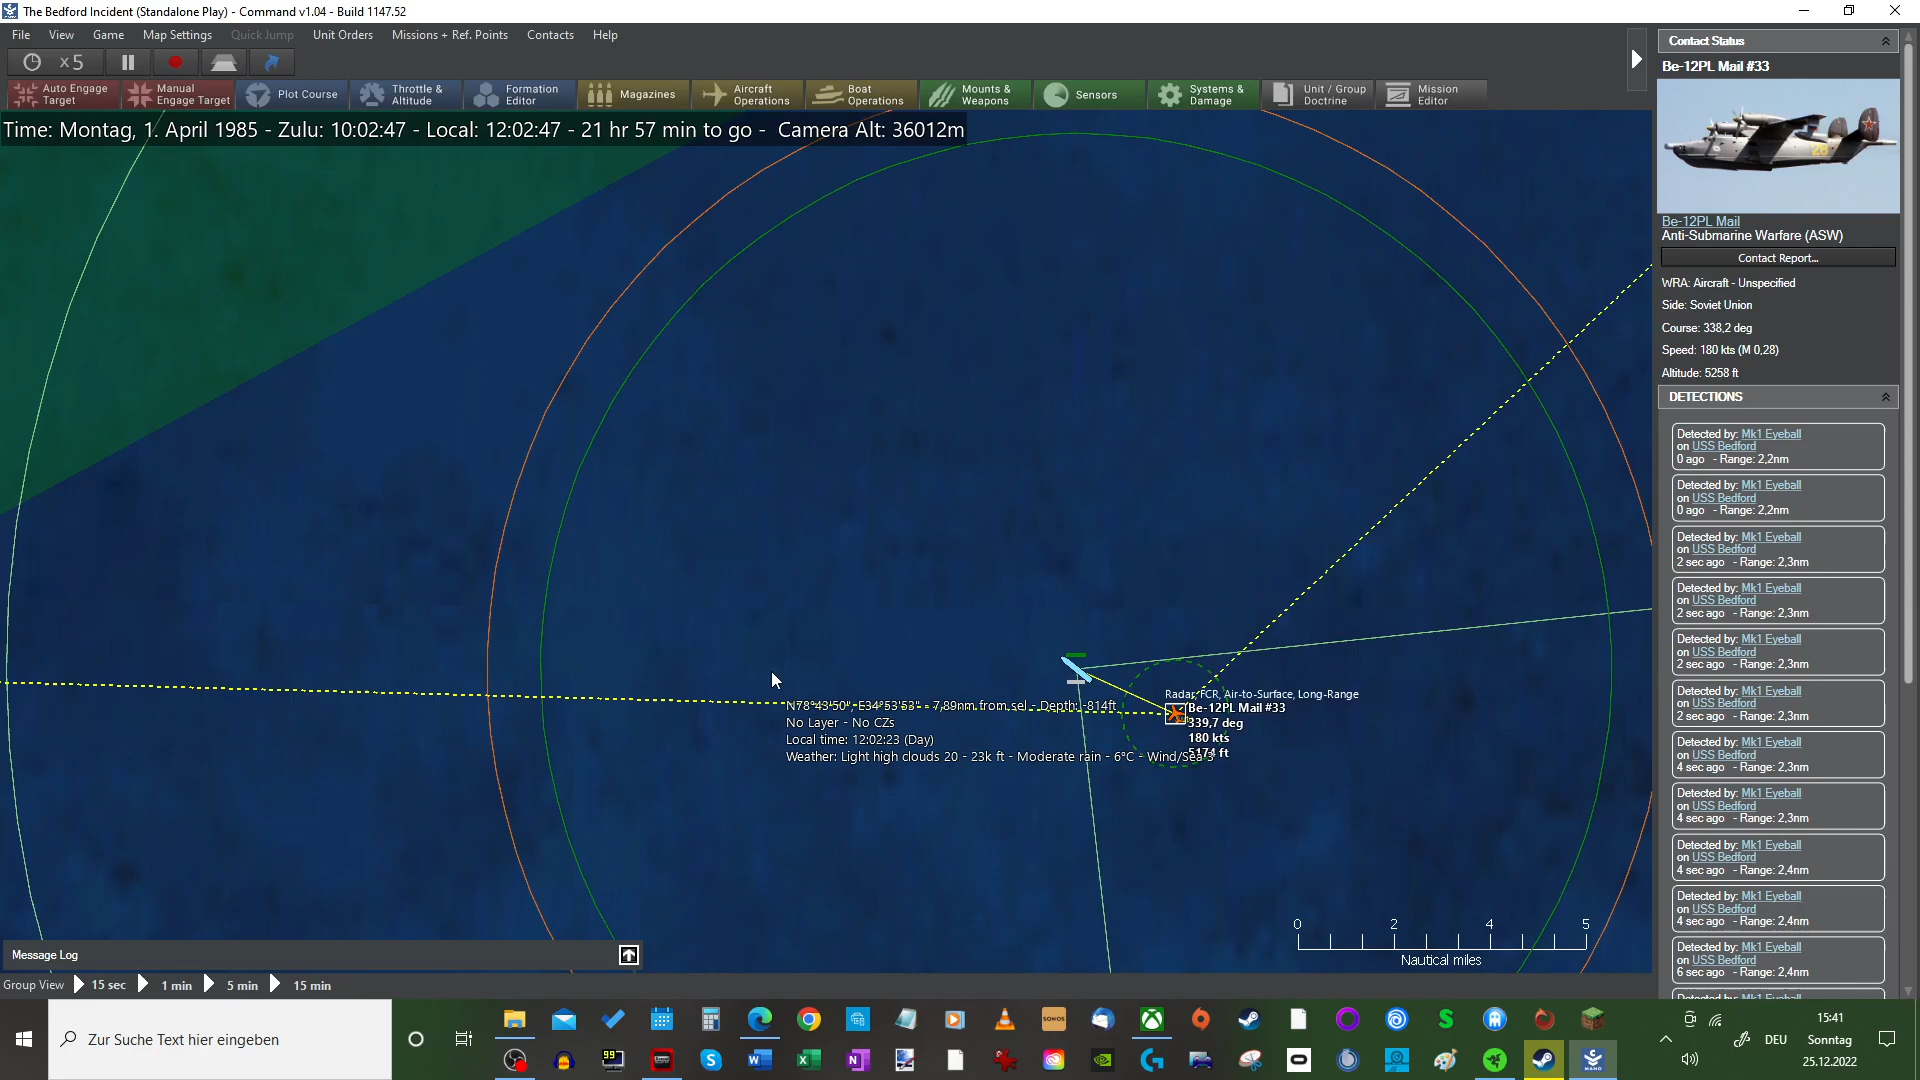 The Bedford Incident (Standalone Play) - Command v1.04 - Build 1147.52
File View Game Map Settings Quick Jump Unit Orders Missions + Ref. Points Contacts Help
x 5
Auto Engage Target
Manual Engage Target
Plot Course
Throttle & Altitude
Formation Editor
Magazines
Aircraft Operations
Boat Operations
Mounts & Weapons
Sensors
Systems & Damage
Unit / Group Doctrine
Mission Editor
Time: Montag, 1. April 1985 - Zulu: 10:02:47 - Local: 12:02:47 - 21 hr 57 min to go - Camera Alt: 36012m
N78°43'50" - E34°53'53" - 7,89nm from sel - Depth: -814ft
No Layer - No CZs
Local time: 12:02:23 (Day)
Weather: Light high clouds 20 - 23k ft - Moderate rain - 6°C - Wind/Sea 3
Radar, FCR, Air-to-Surface, Long-Range
Be-12PL Mail #33
339,7 deg
180 kts
5174 ft
0 2 4 5
Nautical miles
Message Log
Group View 15 sec 1 min 5 min 15 min
Contact Status
Be-12PL Mail #33
Be-12PL Mail
Anti-Submarine Warfare (ASW)
Contact Report...
WRA: Aircraft - Unspecified
Side: Soviet Union
Course: 338,2 deg
Speed: 180 kts (M 0,28)
Altitude: 5258 ft
DETECTIONS
Detected by: Mk1 Eyeball
on USS Bedford
0 ago - Range: 2,2nm
Detected by: Mk1 Eyeball
on USS Bedford
0 ago - Range: 2,2nm
Detected by: Mk1 Eyeball
on USS Bedford
2 sec ago - Range: 2,3nm
Detected by: Mk1 Eyeball
on USS Bedford
2 sec ago - Range: 2,3nm
Detected by: Mk1 Eyeball
on USS Bedford
2 sec ago - Range: 2,3nm
Detected by: Mk1 Eyeball
on USS Bedford
2 sec ago - Range: 2,3nm
Detected by: Mk1 Eyeball
on USS Bedford
4 sec ago - Range: 2,3nm
Detected by: Mk1 Eyeball
on USS Bedford
4 sec ago - Range: 2,3nm
Detected by: Mk1 Eyeball
on USS Bedford
4 sec ago - Range: 2,4nm
Detected by: Mk1 Eyeball
on USS Bedford
4 sec ago - Range: 2,4nm
Detected by: Mk1 Eyeball
on USS Bedford
6 sec ago - Range: 2,4nm
Detected by: Mk1 Eyeball
Zur Suche Text hier eingeben
SONOS
99
DEU
15:41
Sonntag
25.12.2022